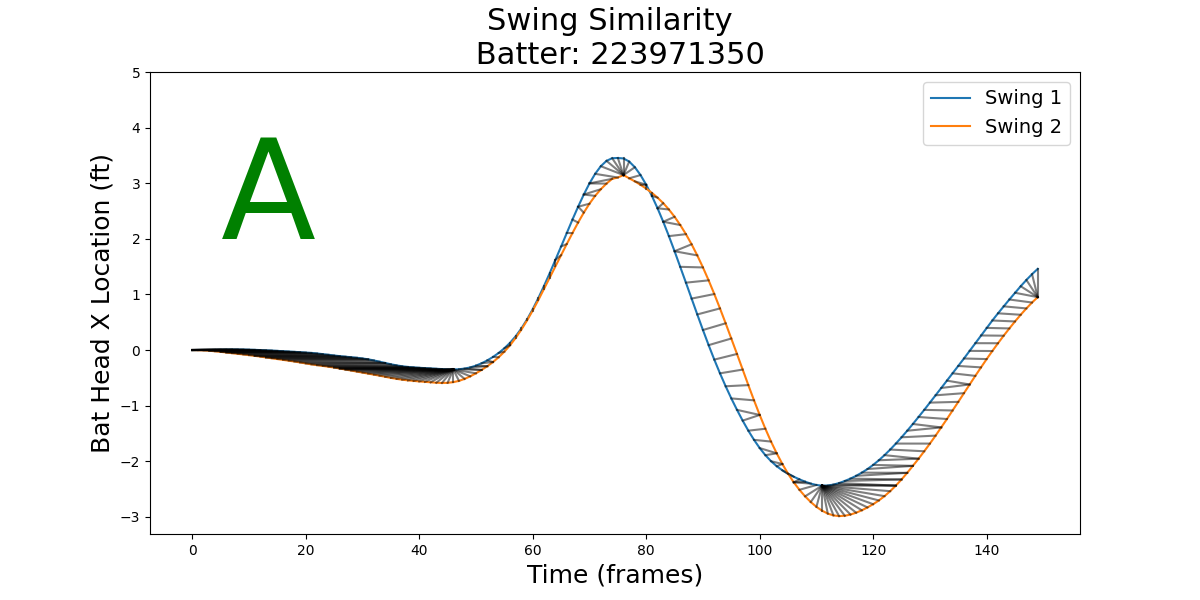 Swing Similarity
Batter: 223971350
A
Swing 1
Swing 2
Bat Head X Location (ft)
5
4
3
2
1
0
−1
−2
−3
0 20 40 60 80 100 120 140
Time (frames)